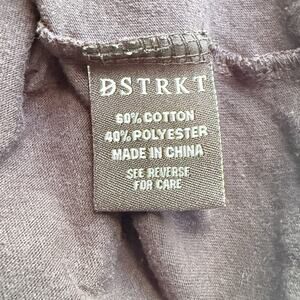 DSTRKT
60% COTTON
40% POLYESTER
MADE IN CHINA
SEE REVERSE
FOR CARE